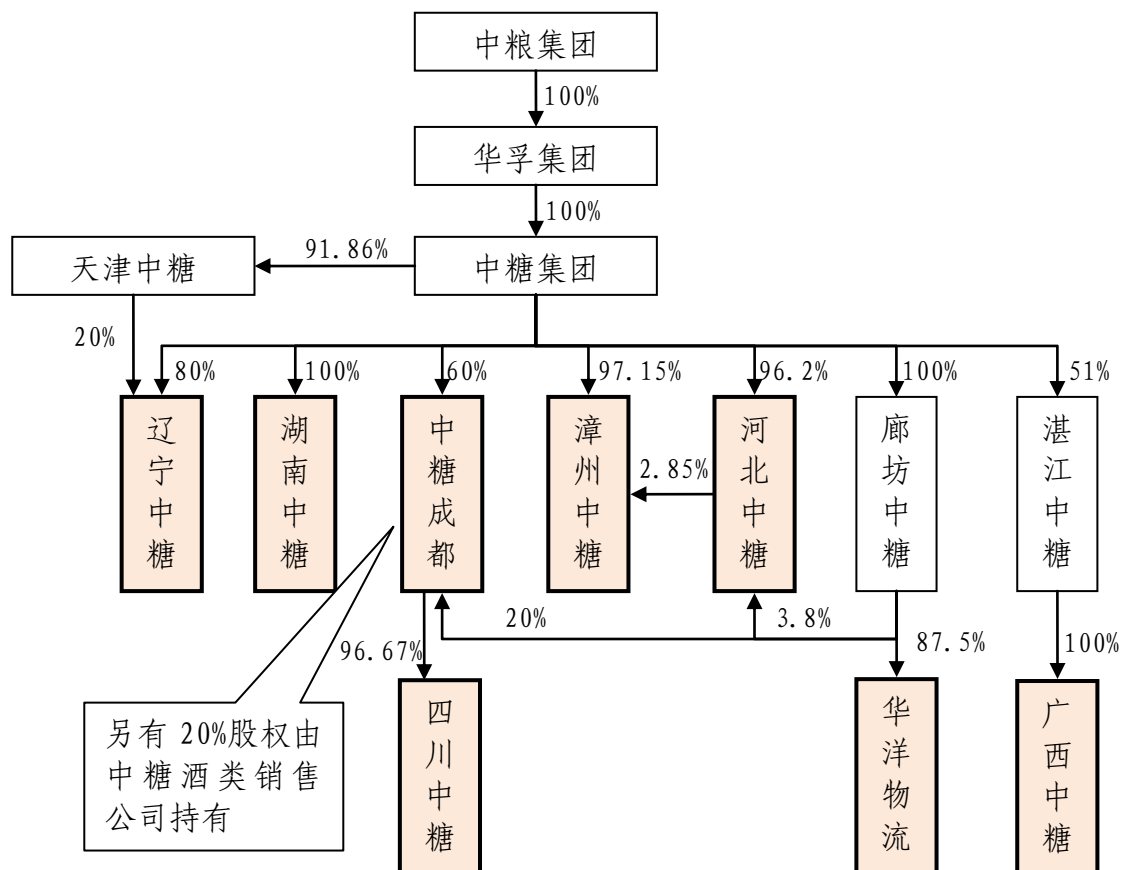 中粮集团
100%
华孚集团
100%
天津中糖
91.86%
中糖集团
20%
80%
100%
60%
97.15%
96.2%
100%
51%
辽宁中糖
湖南中糖
中糖成都
漳州中糖
2.85%
河北中糖
廊坊中糖
湛江中糖
20%
3.8%
96.67%
87.5%
100%
另有 20%股权由
中糖酒类销售
公司持有
四川中糖
华洋物流
广西中糖